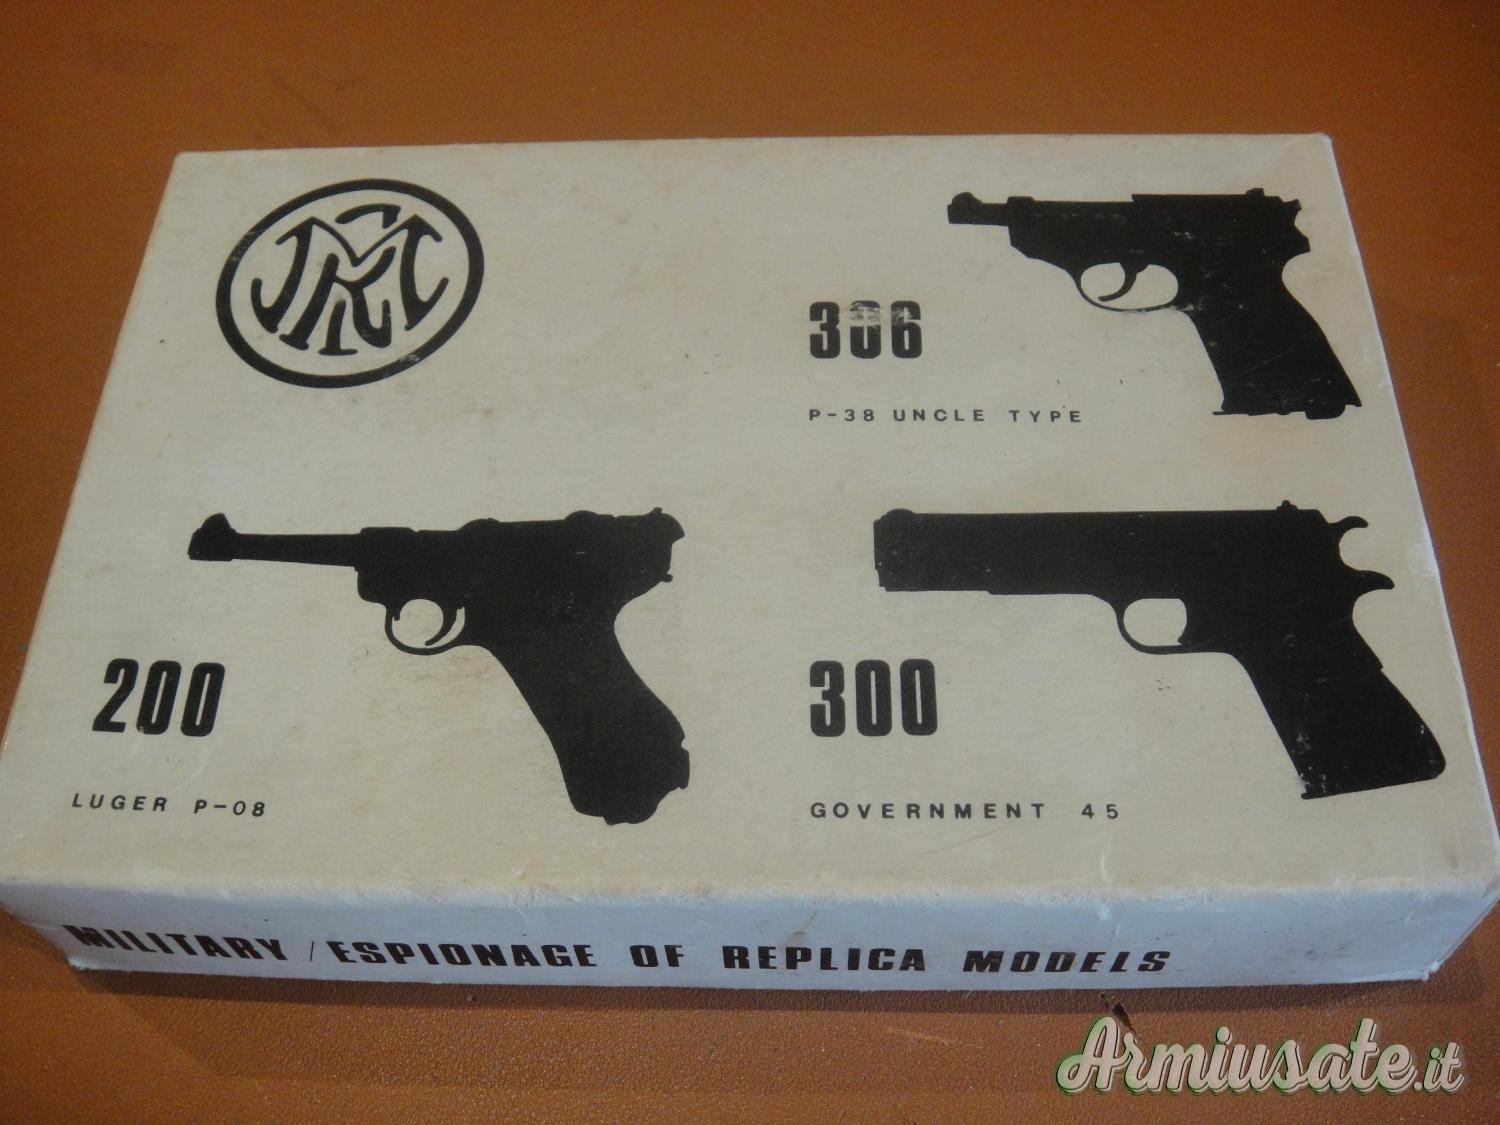 306
P-38 UNCLE TYPE
200
LUGER P-08
300
GOVERNMENT 45
MILITARY / ESPIONAGE OF REPLICA MODELS
Armiusate.it